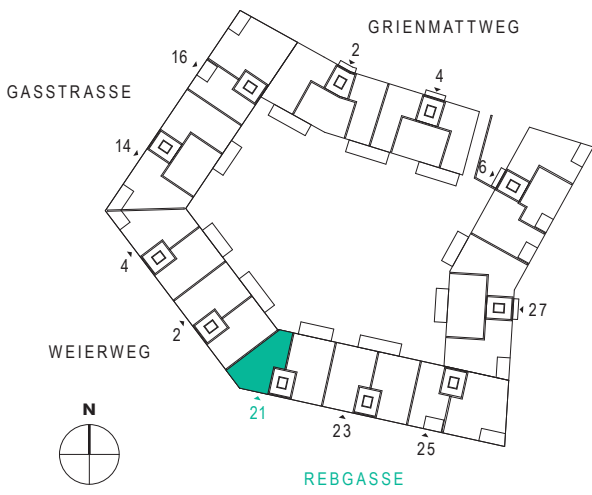 GRIENMATTWEG
2
16
4
GASSTRASSE
14
6
4
27
2
WEIERWEG
21
N
23
25
REBGASSE